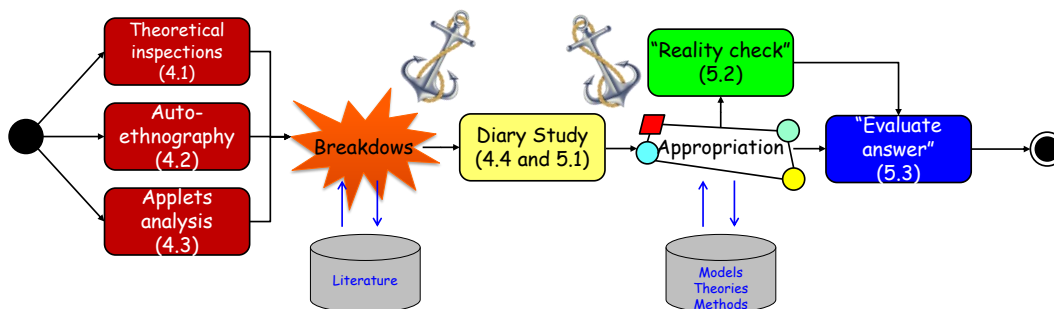 Theoretical
inspections
(4.1)
Auto-
ethnography
(4.2)
Applets
analysis
(4.3)
Breakdows
Literature
Diary Study
(4.4 and 5.1)
"Reality check"
(5.2)
Appropriation
Models
Theories
Methods
"Evaluate
answer"
(5.3)